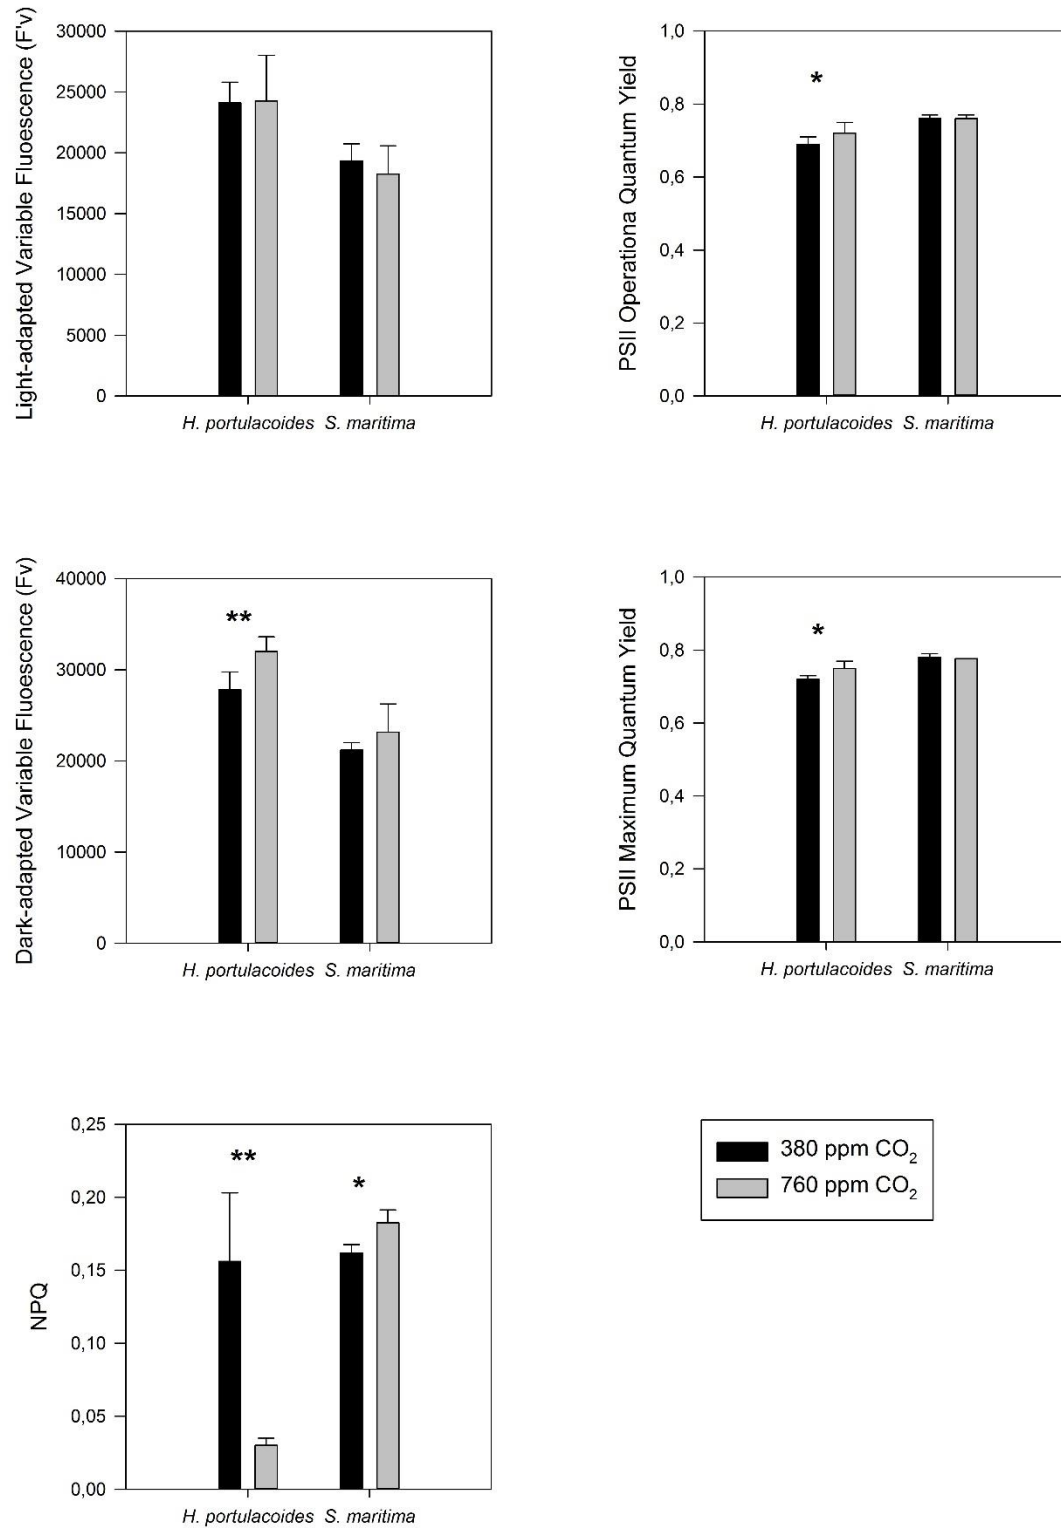 Light-adapted Variable Fluoescence (F'v)
30000
25000
20000
15000
10000
5000
0
H. portulacoides S. maritima
PSII Operationa Quantum Yield
1,0
*
0,8
0,6
0,4
0,2
0,0
H. portulacoides S. maritima
Dark-adapted Variable Fluoescence (Fv)
40000
**
30000
20000
10000
0
H. portulacoides S. maritima
PSII Maximum Quantum Yield
1,0
*
0,8
0,6
0,4
0,2
0,0
H. portulacoides S. maritima
NPQ
0,25
** *
0,20
0,15
0,10
0,05
0,00
H. portulacoides S. maritima
380 ppm CO2
760 ppm CO2